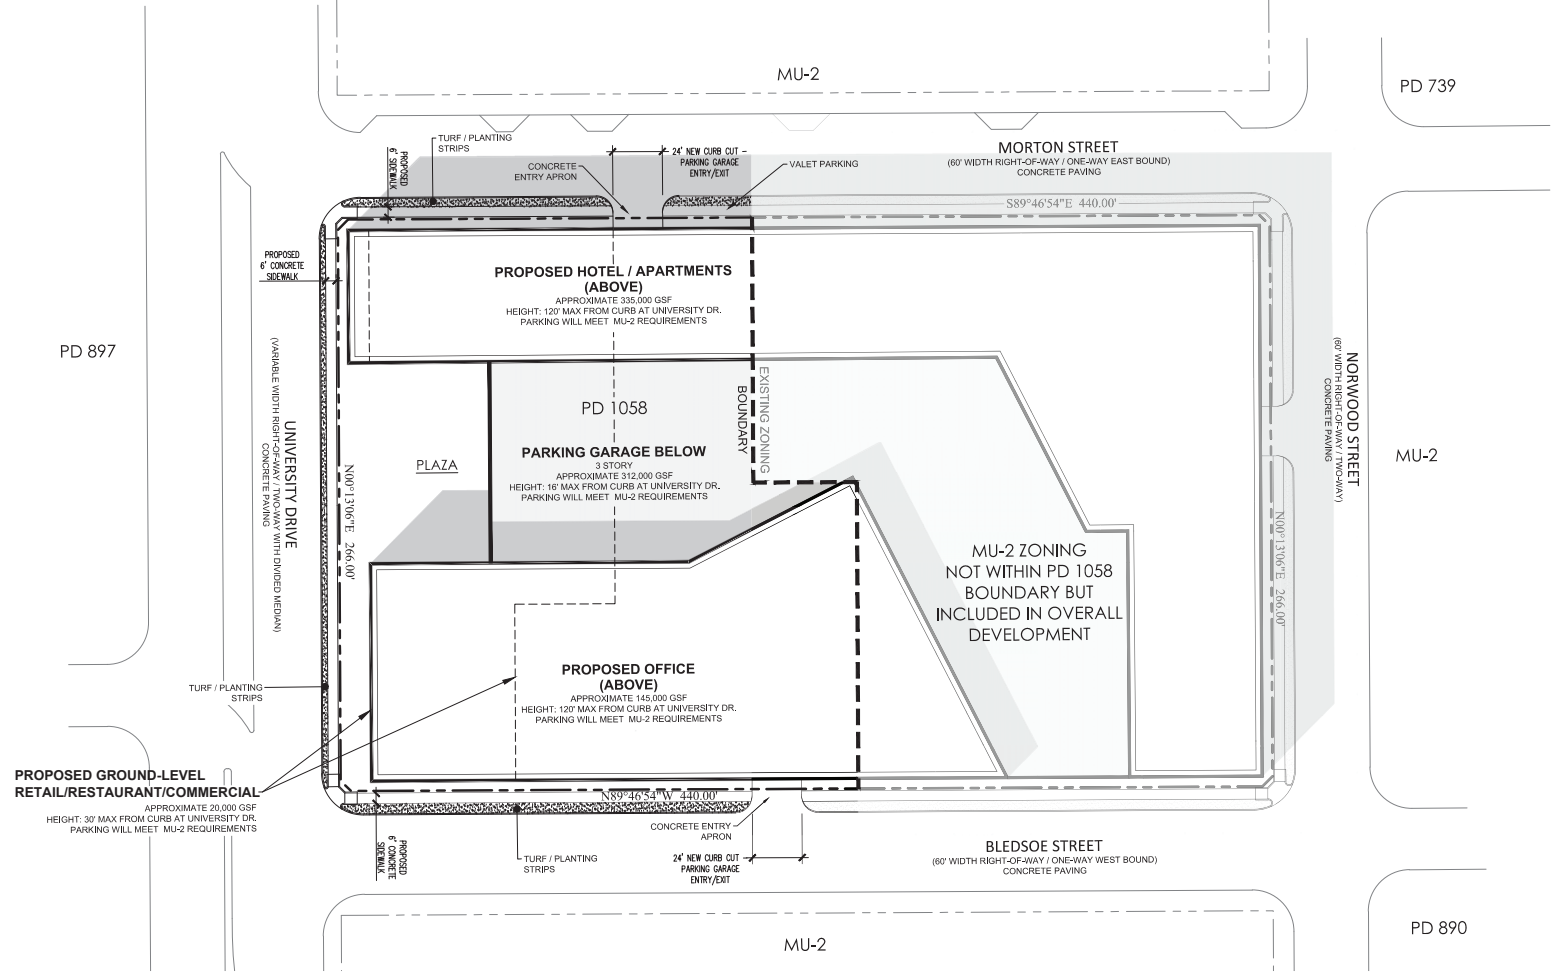 MU-2
PD 739
MORTON STREET
(60' WIDTH RIGHT-OF-WAY / ONE-WAY EAST BOUND)
CONCRETE PAVING
TURF / PLANTING
STRIPS
PROPOSED
6' SIDEWALK
CONCRETE
ENTRY APRON
24' NEW CURB CUT -
PARKING GARAGE
ENTRY/EXIT
VALET PARKING
S89°46'54"E 440.00'
PROPOSED
6' CONCRETE
SIDEWALK
PROPOSED HOTEL / APARTMENTS
(ABOVE)
APPROXIMATE 335,000 GSF
HEIGHT: 120' MAX FROM CURB AT UNIVERSITY DR.
PARKING WILL MEET MU-2 REQUIREMENTS
PD 897
UNIVERSITY DRIVE
(VARIABLE WIDTH RIGHT-OF-WAY / TWO-WAY WITH DIVIDED MEDIAN)
CONCRETE PAVING
N00°13'06"E 266.00'
PLAZA
PD 1058
PARKING GARAGE BELOW
3 STORY
APPROXIMATE 312,000 GSF
HEIGHT: 16' MAX FROM CURB AT UNIVERSITY DR.
PARKING WILL MEET MU-2 REQUIREMENTS
EXISTING ZONING
BOUNDARY
NORWOOD STREET
(60' WIDTH RIGHT-OF-WAY / TWO-WAY)
CONCRETE PAVING
MU-2
N00°13'06"E 266.00'
MU-2 ZONING
NOT WITHIN PD 1058
BOUNDARY BUT
INCLUDED IN OVERALL
DEVELOPMENT
PROPOSED OFFICE
(ABOVE)
APPROXIMATE 145,000 GSF
HEIGHT: 120' MAX FROM CURB AT UNIVERSITY DR.
PARKING WILL MEET MU-2 REQUIREMENTS
TURF / PLANTING
STRIPS
PROPOSED GROUND-LEVEL
RETAIL/RESTAURANT/COMMERCIAL
APPROXIMATE 20,000 GSF
HEIGHT: 30' MAX FROM CURB AT UNIVERSITY DR.
PARKING WILL MEET MU-2 REQUIREMENTS
N89°46'54"W 440.00'
PROPOSED
6' CONCRETE
SIDEWALK
TURF / PLANTING
STRIPS
CONCRETE ENTRY
APRON
24' NEW CURB CUT
PARKING GARAGE
ENTRY/EXIT
BLEDSOE STREET
(60' WIDTH RIGHT-OF-WAY / ONE-WAY WEST BOUND)
CONCRETE PAVING
MU-2
PD 890